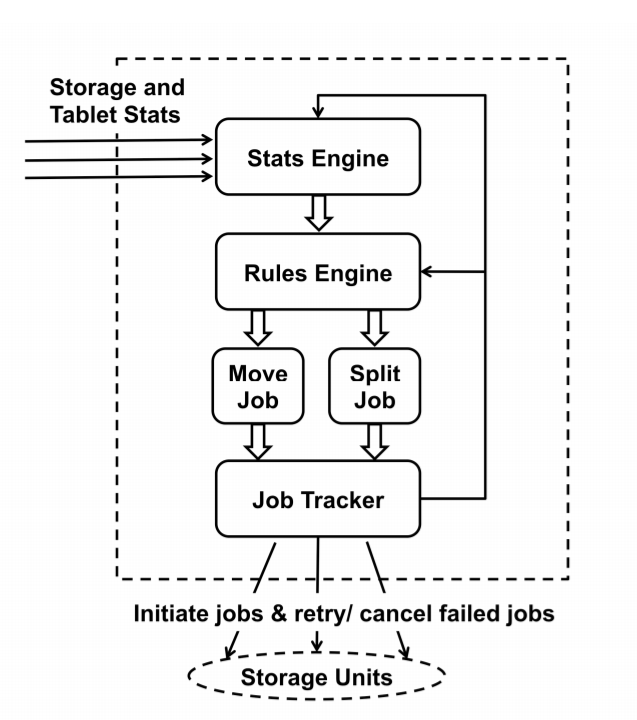 Storage and
Tablet Stats
Stats Engine
Rules Engine
Move
Job
Split
Job
Job Tracker
Initiate jobs & retry/ cancel failed jobs
Storage Units